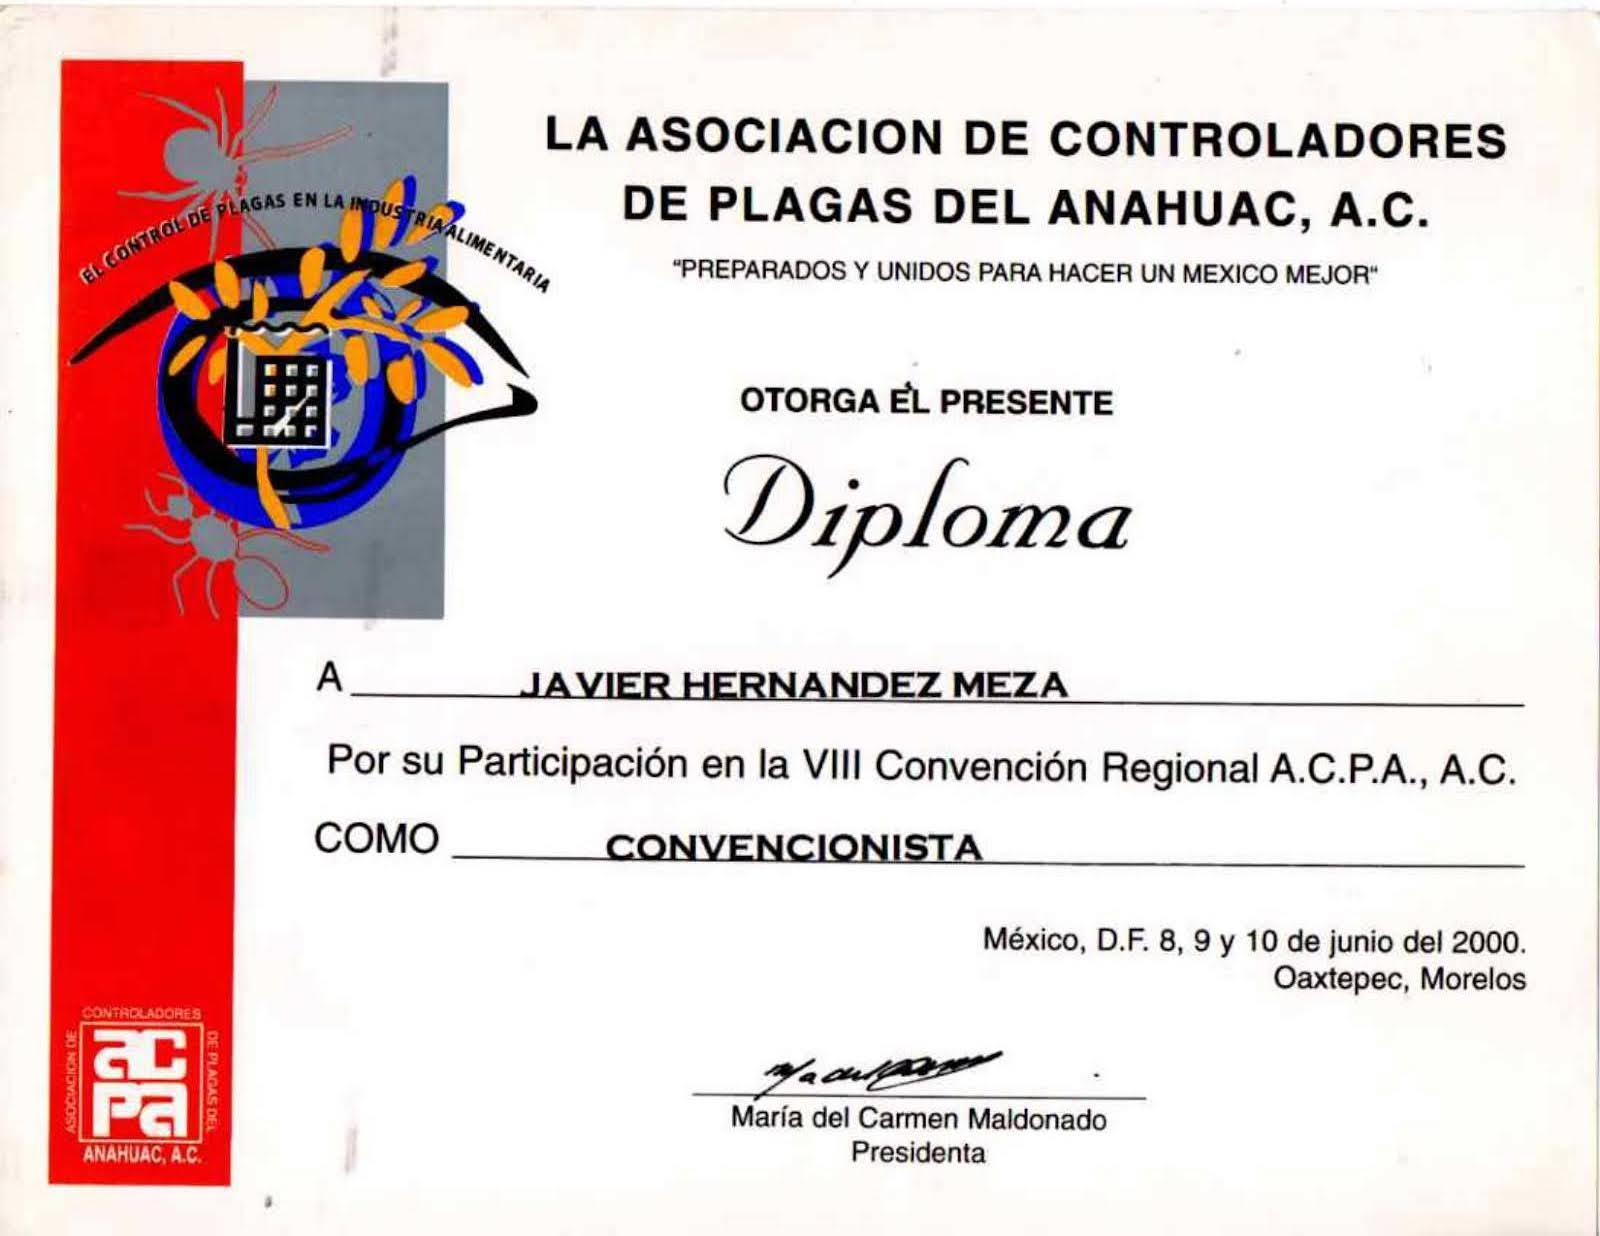 LA ASOCIACION DE CONTROLADORES
DE PLAGAS DEL ANAHUAC, A.C.
"PREPARADOS Y UNIDOS PARA HACER UN MEXICO MEJOR"
EL CONTROL DE PLAGAS EN LA INDUSTRIA ALIMENTARIA
OTORGA EL PRESENTE
Diploma
A JAVIER HERNANDEZ MEZA
Por su Participación en la VIII Convención Regional A.C.P.A., A.C.
COMO CONVENCIONISTA
México, D.F. 8, 9 y 10 de junio del 2000.
Oaxtepec, Morelos
María del Carmen Maldonado
Presidenta
ASOCIACION DE
CONTROLADORES
DE PLAGAS DEL
ac
pa
ANAHUAC, A.C.